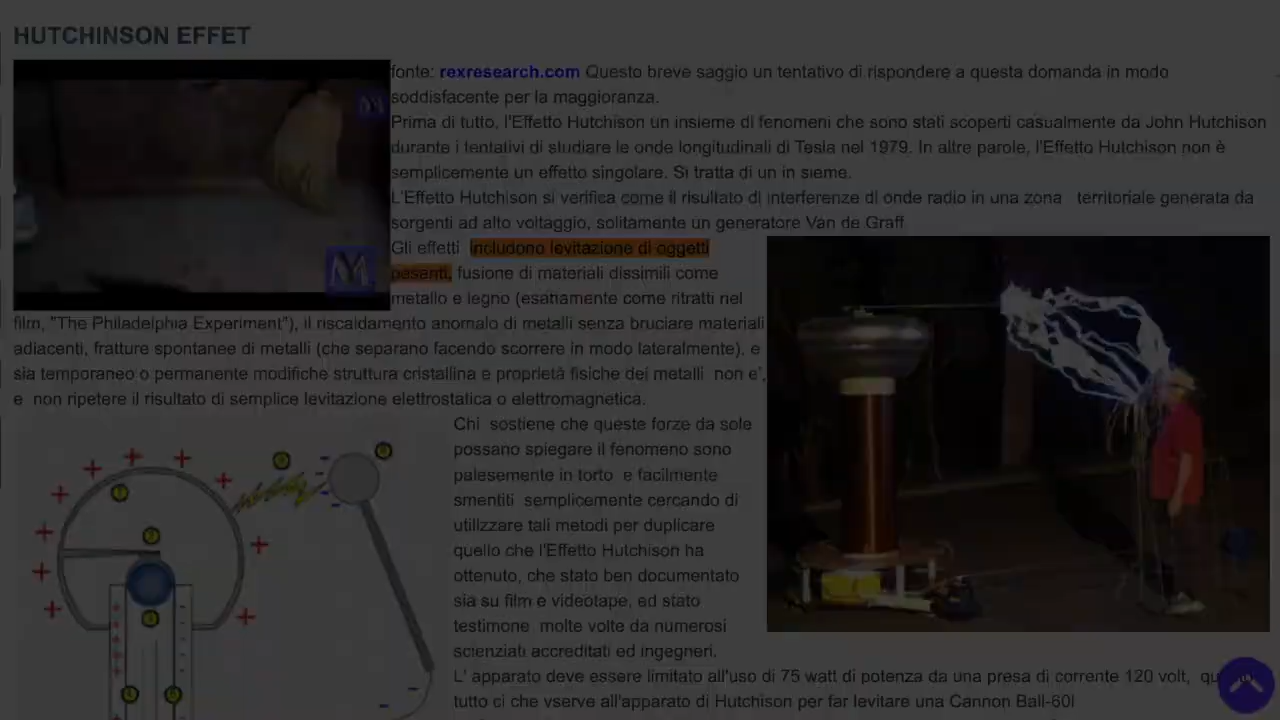 HUTCHINSON EFFET
fonte: rexresearch.com Questo breve saggio un tentativo di rispondere a questa domanda in modo
soddisfacente per la maggioranza.
Prima di tutto, l'Effetto Hutchison un insieme di fenomeni che sono stati scoperti casualmente da John Hutchison
durante i tentativi di studiare le onde longitudinali di Tesla nel 1979. In altre parole, l'Effetto Hutchison non è
semplicemente un effetto singolare. Si tratta di un in sieme.
L'Effetto Hutchison si verifica come il risultato di interferenze di onde radio in una zona territoriale generata da
sorgenti ad alto voltaggio, solitamente un generatore Van de Graff
Gli effetti includono levitazione di oggetti
pesanti, fusione di materiali dissimili come
metallo e legno (esattamente come ritratti nel
film, "The Philadelphia Experiment"), il riscaldamento anomalo di metalli senza bruciare materiali
adiacenti, fratture spontanee di metalli (che separano facendo scorrere in modo lateralmente), e
sia temporaneo o permanente modifiche struttura cristallina e proprietà fisiche dei metalli non e',
e non ripetere il risultato di semplice levitazione elettrostatica o elettromagnetica.
Chi sostiene che queste forze da sole
possano spiegare il fenomeno sono
palesemente in torto e facilmente
smentiti semplicemente cercando di
utilizzare tali metodi per duplicare
quello che l'Effetto Hutchison ha
ottenuto, che stato ben documentato
sia su film e videotape, ed stato
testimone molte volte da numerosi
scienziati accreditati ed ingegneri.
L' apparato deve essere limitato all'uso di 75 watt di potenza da una presa di corrente 120 volt,
tutto ci che vserve all'apparato di Hutchison per far levitare una Cannon Ball-60l